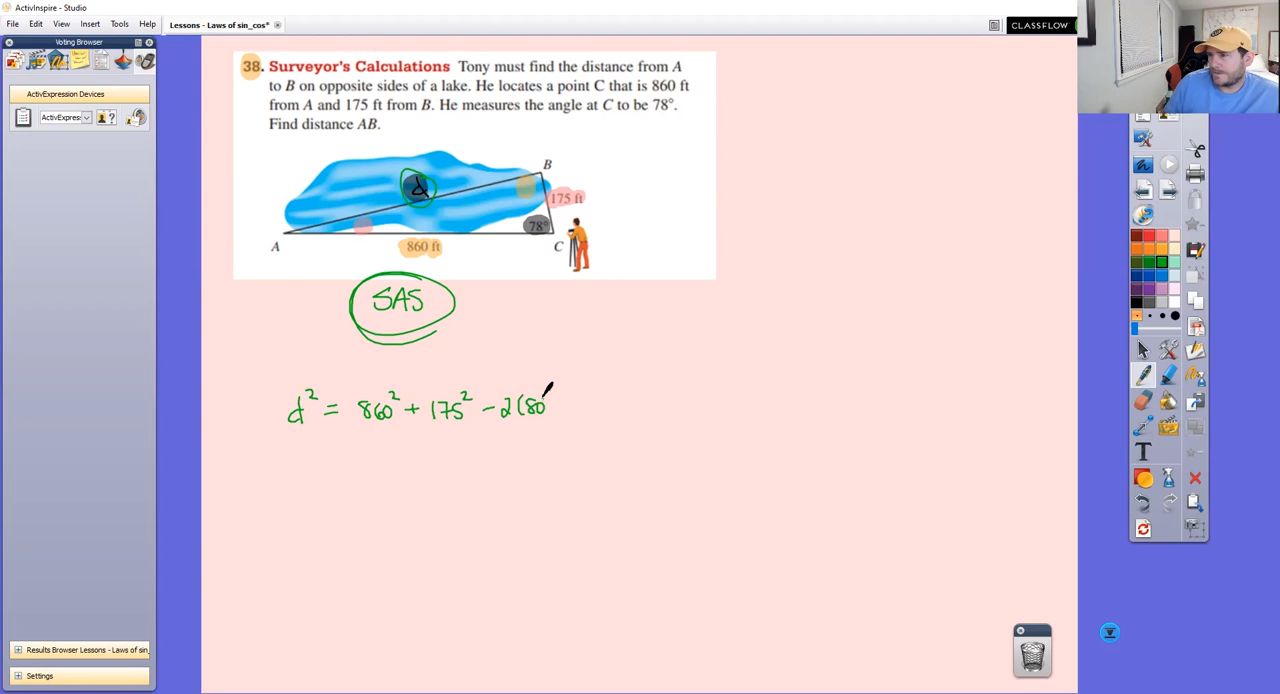 ActivInspire - Studio
File Edit View Insert Tools Help
Lessons - Laws of sin_cos*
CLASSFLOW
Voting Browser
ActivExpression Devices
ActivExpres
38. Surveyor's Calculations Tony must find the distance from A
to B on opposite sides of a lake. He locates a point C that is 860 ft
from A and 175 ft from B. He measures the angle at C to be 78°.
Find distance AB.
B
d
175 ft
78°
A
860 ft
C
SAS
d² = 860² + 175² - 2(80
T
Results Browser Lessons - Laws of sin_
Settings